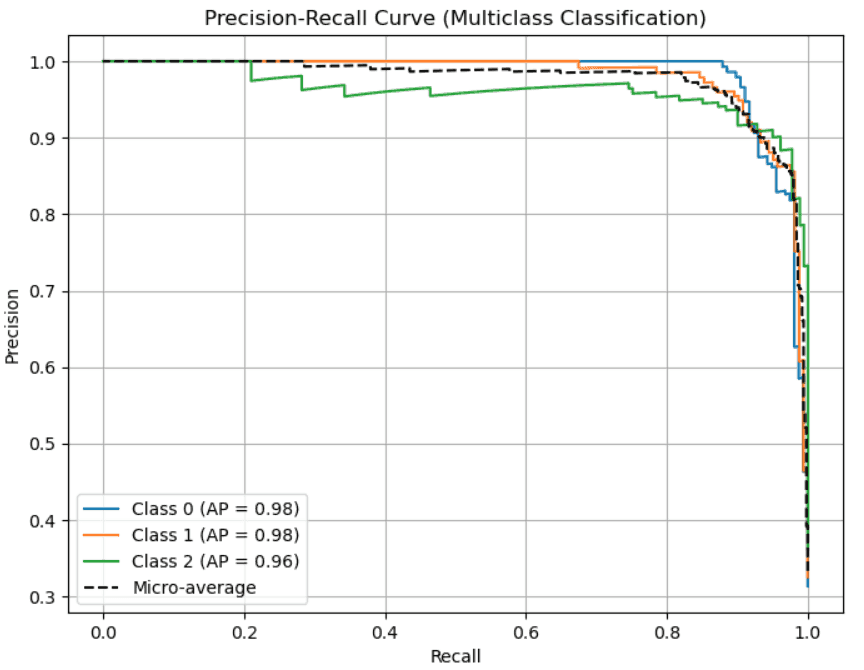 Precision-Recall Curve (Multiclass Classification)
Precision
1.0
0.9
0.8
0.7
0.6
0.5
0.4
0.3
Class 0 (AP = 0.98)
Class 1 (AP = 0.98)
Class 2 (AP = 0.96)
Micro-average
0.0 0.2 0.4 0.6 0.8 1.0
Recall